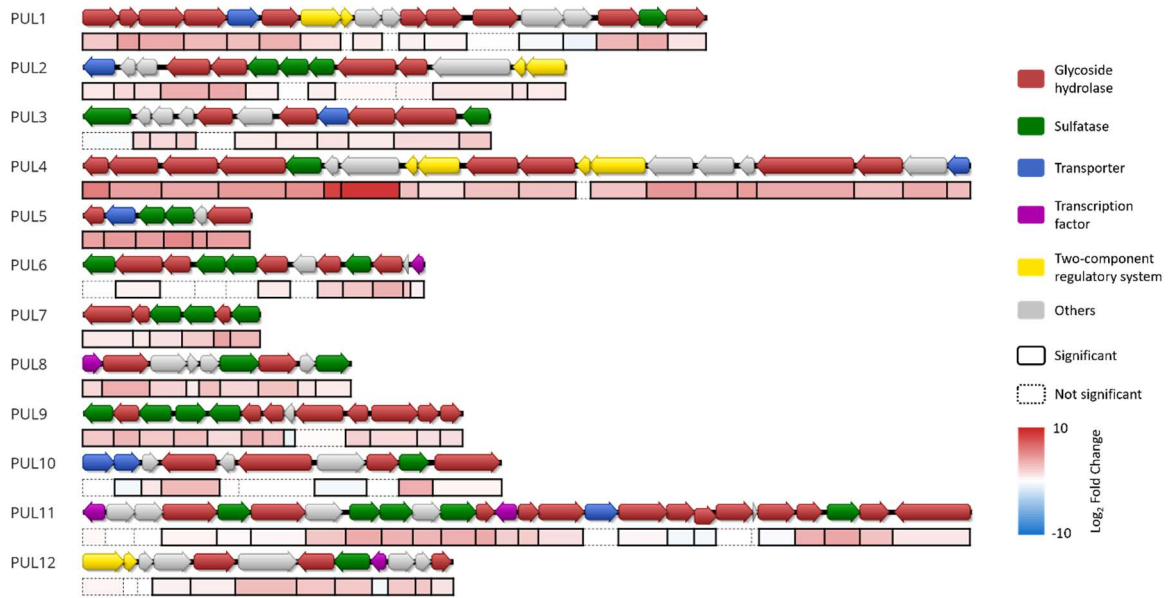 PUL1
PUL2
PUL3
PUL4
PUL5
PUL6
PUL7
PUL8
PUL9
PUL10
PUL11
PUL12
Glycoside
hydrolase
Sulfatase
Transporter
Transcription
factor
Two-component
regulatory system
Others
Significant
Not significant
10
-10
Log₂ Fold Change